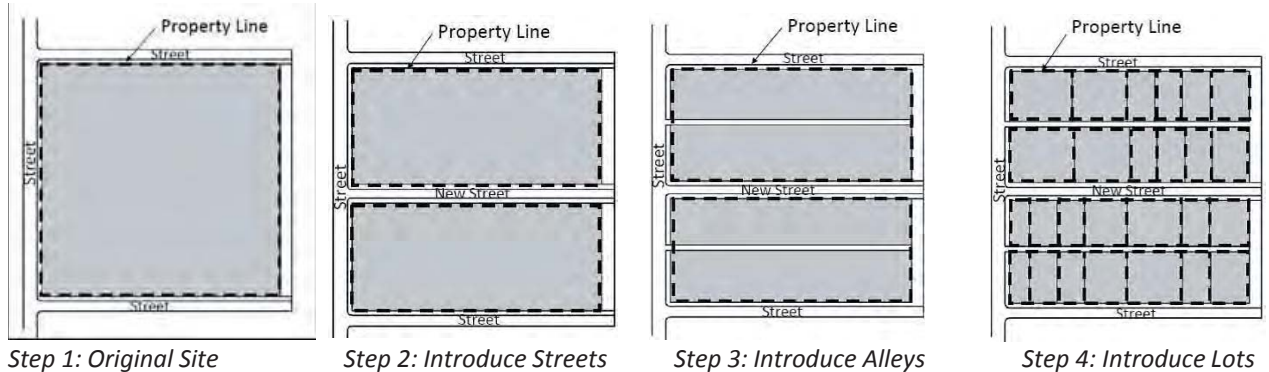 Property Line
Street
Street
Street
Step 1: Original Site
Property Line
Street
Street
New Street
Street
Step 2: Introduce Streets
Property Line
Street
Street
New Street
Street
Step 3: Introduce Alleys
Property Line
Street
Street
New Street
Street
Step 4: Introduce Lots